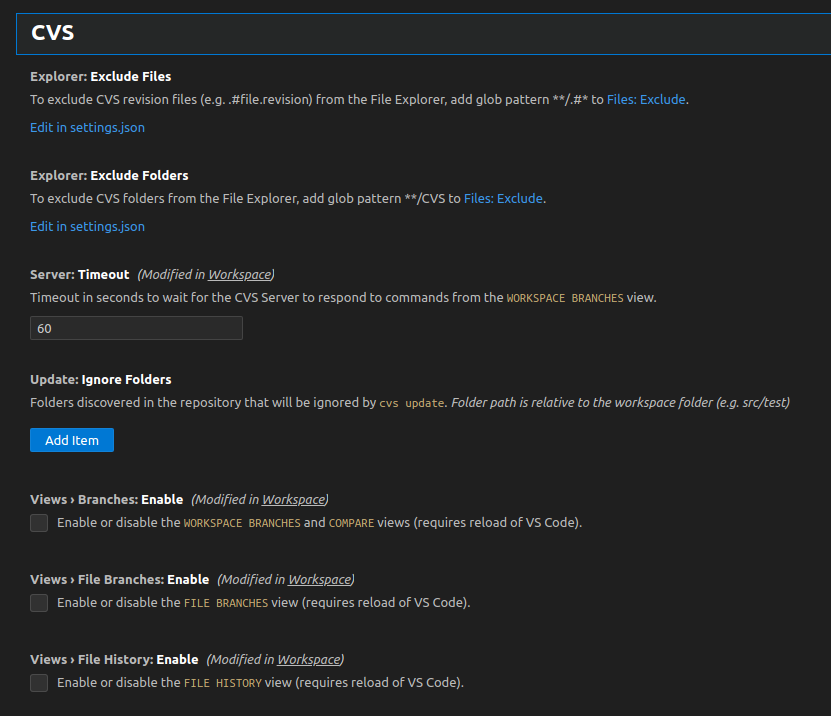 CVS
Explorer: Exclude Files
To exclude CVS revision files (e.g. .#file.revision) from the File Explorer, add glob pattern **/.#* to Files: Exclude.
Edit in settings.json
Explorer: Exclude Folders
To exclude CVS folders from the File Explorer, add glob pattern **/CVS to Files: Exclude.
Edit in settings.json
Server: Timeout (Modified in Workspace)
Timeout in seconds to wait for the CVS Server to respond to commands from the WORKSPACE BRANCHES view.
60
Update: Ignore Folders
Folders discovered in the repository that will be ignored by cvs update. Folder path is relative to the workspace folder (e.g. src/test)
Add Item
Views › Branches: Enable (Modified in Workspace)
Enable or disable the WORKSPACE BRANCHES and COMPARE views (requires reload of VS Code).
Views › File Branches: Enable (Modified in Workspace)
Enable or disable the FILE BRANCHES view (requires reload of VS Code).
Views › File History: Enable (Modified in Workspace)
Enable or disable the FILE HISTORY view (requires reload of VS Code).